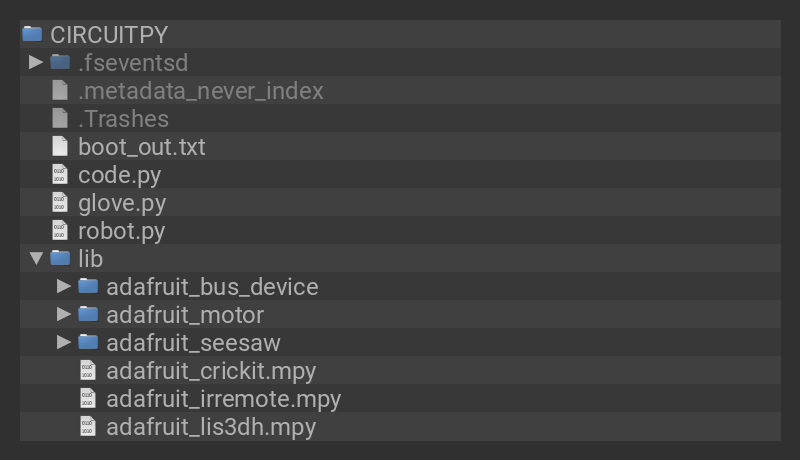 CIRCUITPY
.fseventsd
.metadata_never_index
.Trashes
boot_out.txt
code.py
glove.py
robot.py
lib
adafruit_bus_device
adafruit_motor
adafruit_seesaw
adafruit_crickit.mpy
adafruit_irremote.mpy
adafruit_lis3dh.mpy